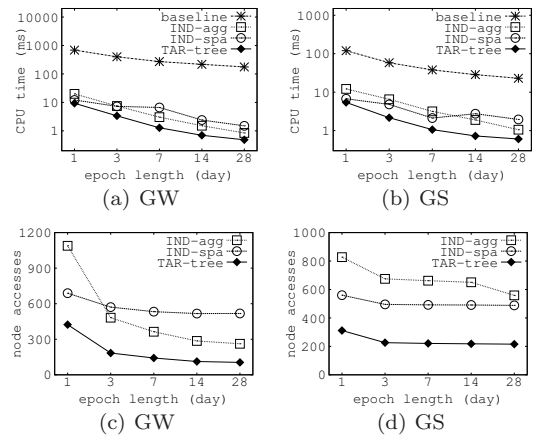 10000
1000
100
10
1
CPU time (ms)
baseline
IND-agg
IND-spa
TAR-tree
1 3 7 14 28
epoch length (day)
(a) GW
1000
100
10
1
CPU time (ms)
baseline
IND-agg
IND-spa
TAR-tree
1 3 7 14 28
epoch length (day)
(b) GS
1200
900
600
300
0
node accesses
IND-agg
IND-spa
TAR-tree
1 3 7 14 28
epoch length (day)
(c) GW
1000
800
600
400
200
0
node accesses
IND-agg
IND-spa
TAR-tree
1 3 7 14 28
epoch length (day)
(d) GS